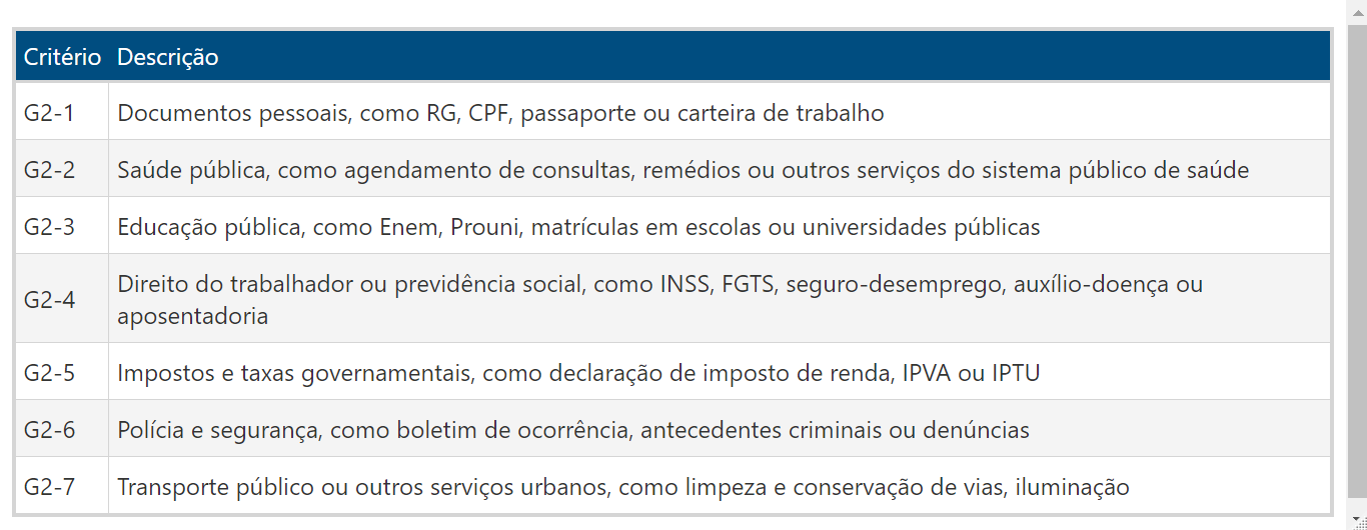 Critério Descrição
G2-1 Documentos pessoais, como RG, CPF, passaporte ou carteira de trabalho
G2-2 Saúde pública, como agendamento de consultas, remédios ou outros serviços do sistema público de saúde
G2-3 Educação pública, como Enem, Prouni, matrículas em escolas ou universidades públicas
G2-4 Direito do trabalhador ou previdência social, como INSS, FGTS, seguro-desemprego, auxílio-doença ou
aposentadoria
G2-5 Impostos e taxas governamentais, como declaração de imposto de renda, IPVA ou IPTU
G2-6 Polícia e segurança, como boletim de ocorrência, antecedentes criminais ou denúncias
G2-7 Transporte público ou outros serviços urbanos, como limpeza e conservação de vias, iluminação